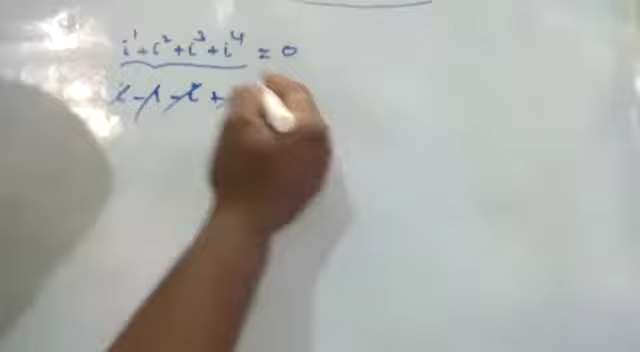 i¹+i²+i³+i⁴ = 0
i - 1 - i +